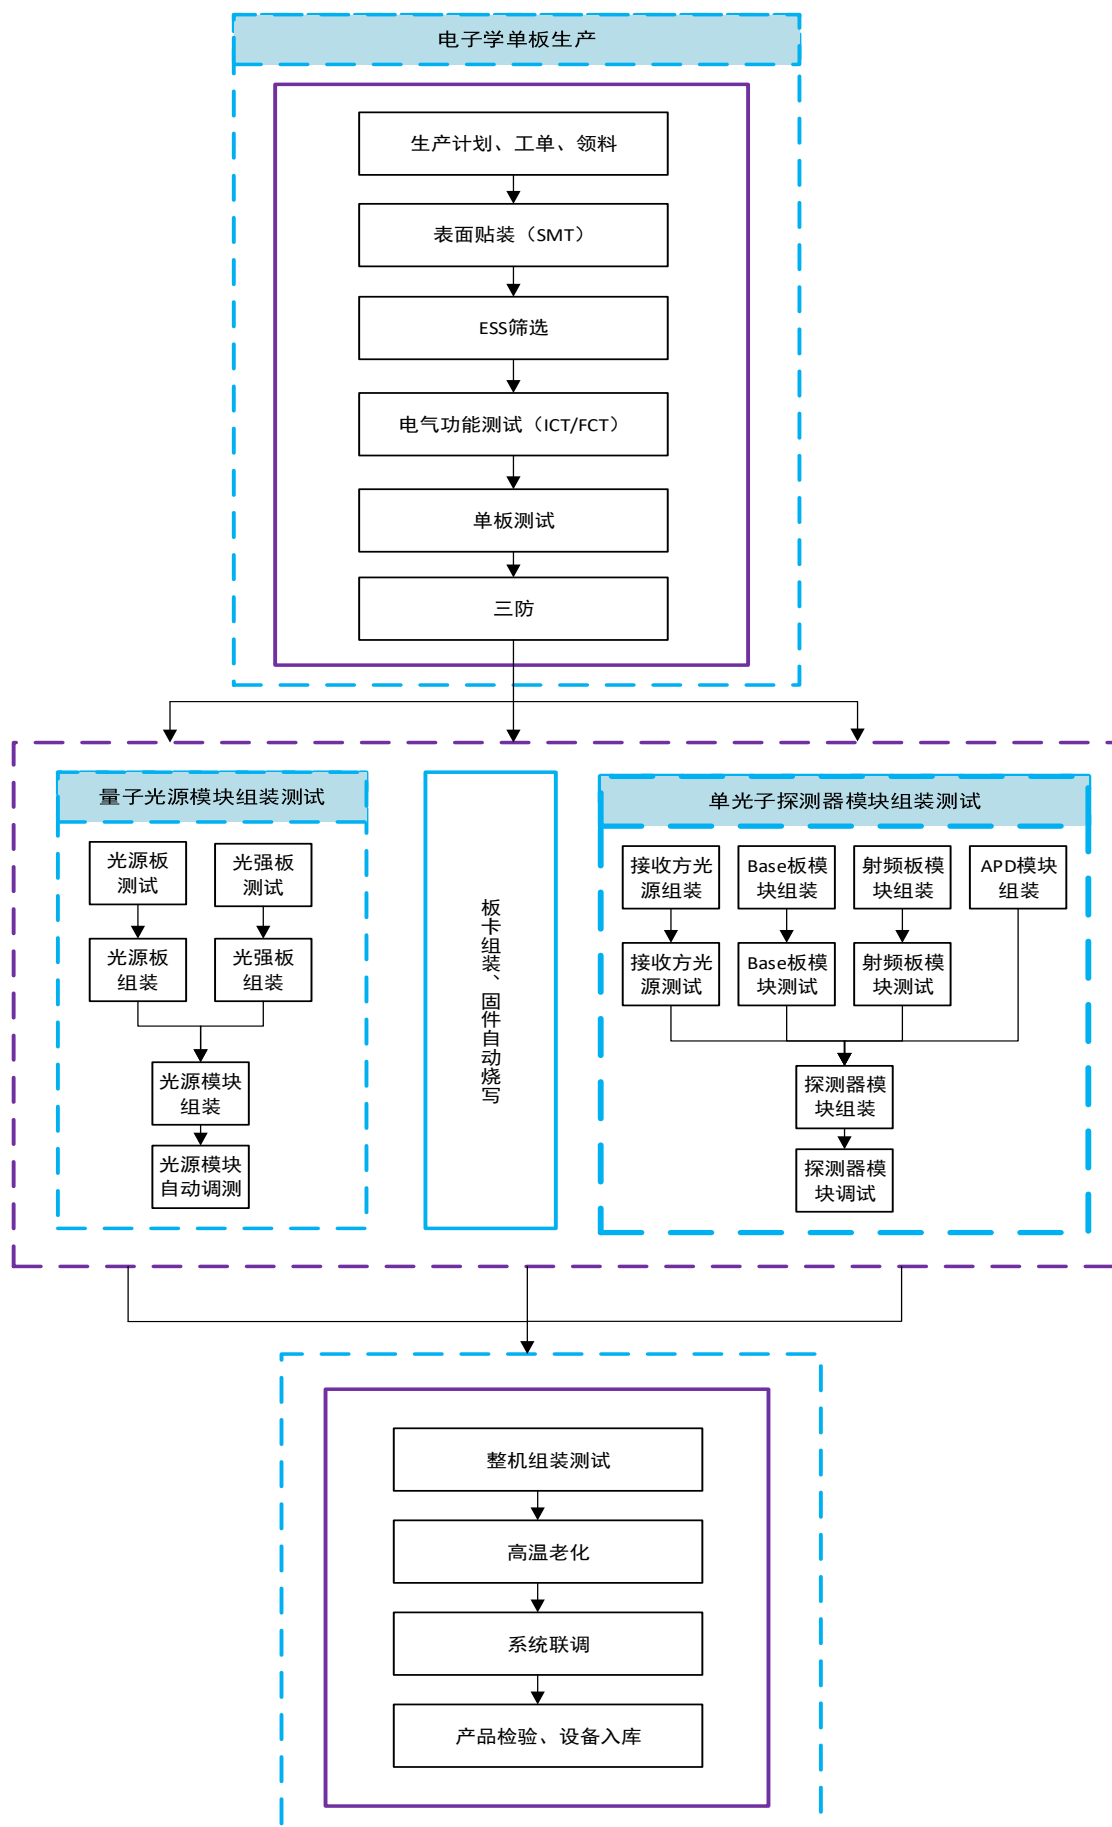 电子学单板生产
生产计划、工单、领料
表面贴装（SMT）
ESS筛选
电气功能测试（ICT/FCT）
单板测试
三防
量子光源模块组装测试
光源板
测试
光强板
测试
光源板
组装
光强板
组装
光源模块
组装
光源模块
自动调测
板卡组装、固件自动烧写
单光子探测器模块组装测试
接收方光
源组装
Base板模
块组装
射频板模
块组装
APD模块
组装
接收方光
源测试
Base板模
块测试
射频板模
块测试
探测器模
块组装
探测器模
块调试
整机组装测试
高温老化
系统联调
产品检验、设备入库